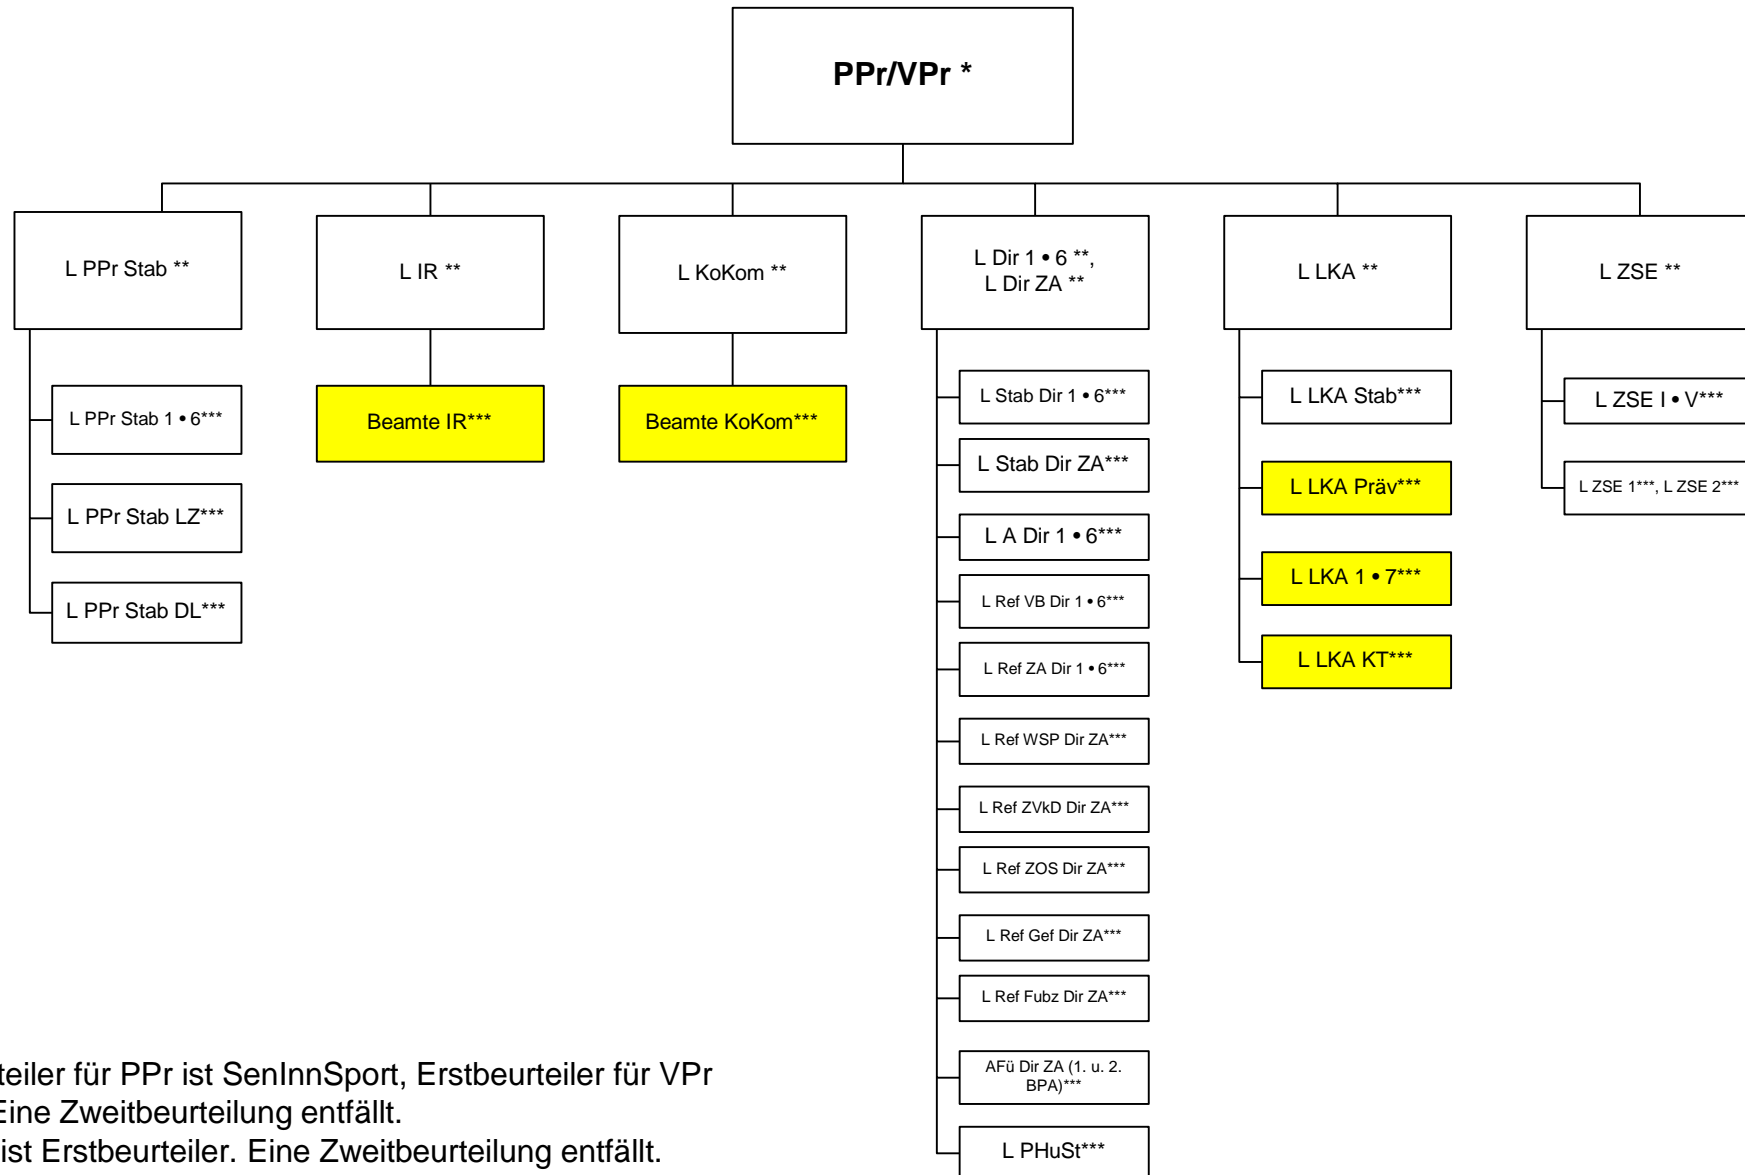 PPr/VPr *
L PPr Stab **
L IR **
L KoKom **
L Dir 1 • 6 **,
L Dir ZA **
L LKA **
L ZSE **
L PPr Stab 1 • 6***
L PPr Stab LZ***
L PPr Stab DL***
Beamte IR***
Beamte KoKom***
L Stab Dir 1 • 6***
L Stab Dir ZA***
L A Dir 1 • 6***
L Ref VB Dir 1 • 6***
L Ref ZA Dir 1 • 6***
L Ref WSP Dir ZA***
L Ref ZVkD Dir ZA***
L Ref ZOS Dir ZA***
L Ref Gef Dir ZA***
L Ref Fubz Dir ZA***
AFü Dir ZA (1. u. 2.
BPA)***
L PHuSt***
L LKA Stab***
L LKA Präv***
L LKA 1 • 7***
L LKA KT***
L ZSE I • V***
L ZSE 1***, L ZSE 2***
teiler für PPr ist SenInnSport, Erstbeurteiler für VPr
Eine Zweitbeurteilung entfällt.
ist Erstbeurteiler. Eine Zweitbeurteilung entfällt.